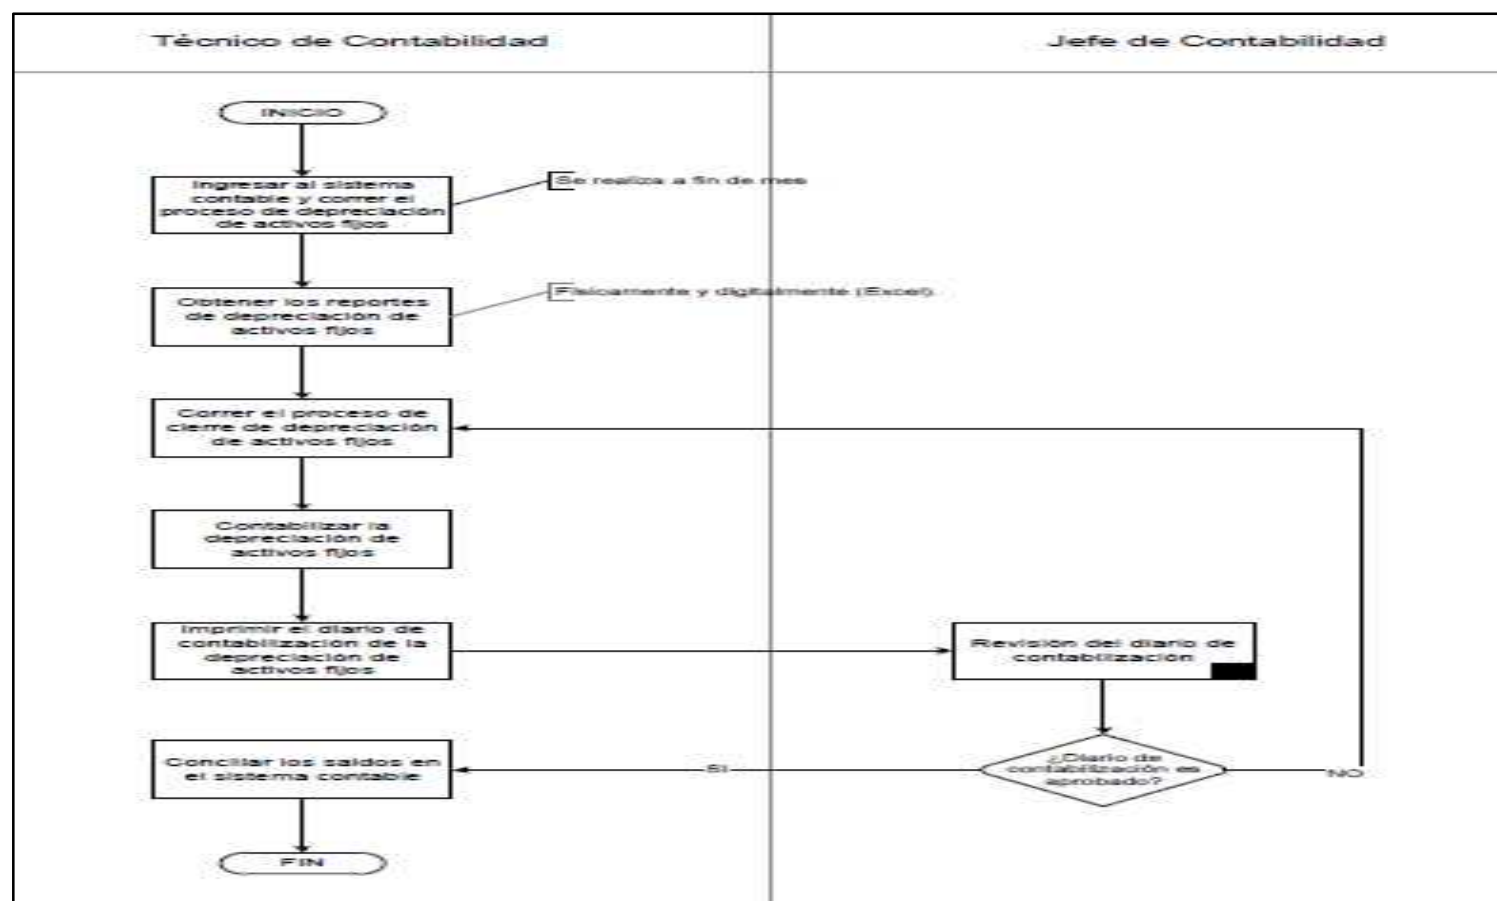 Técnico de Contabilidad
Jefe de Contabilidad
INICIO
Ingresar al sistema
contable y correr el
proceso de depreciación
de activos fijos
Se realiza a fin de mes
Obtener los reportes
de depreciación de
activos fijos
Físicamente y digitalmente (Excel).
Correr el proceso de
cierre de depreciación
de activos fijos
Contabilizar la
depreciación de
activos fijos
Imprimir el diario de
contabilización de la
depreciación de
activos fijos
Revisión del diario de
contabilización
¿Diario de
contabilización es
aprobado?
SI
NO
Conciliar los saldos en
el sistema contable
FIN